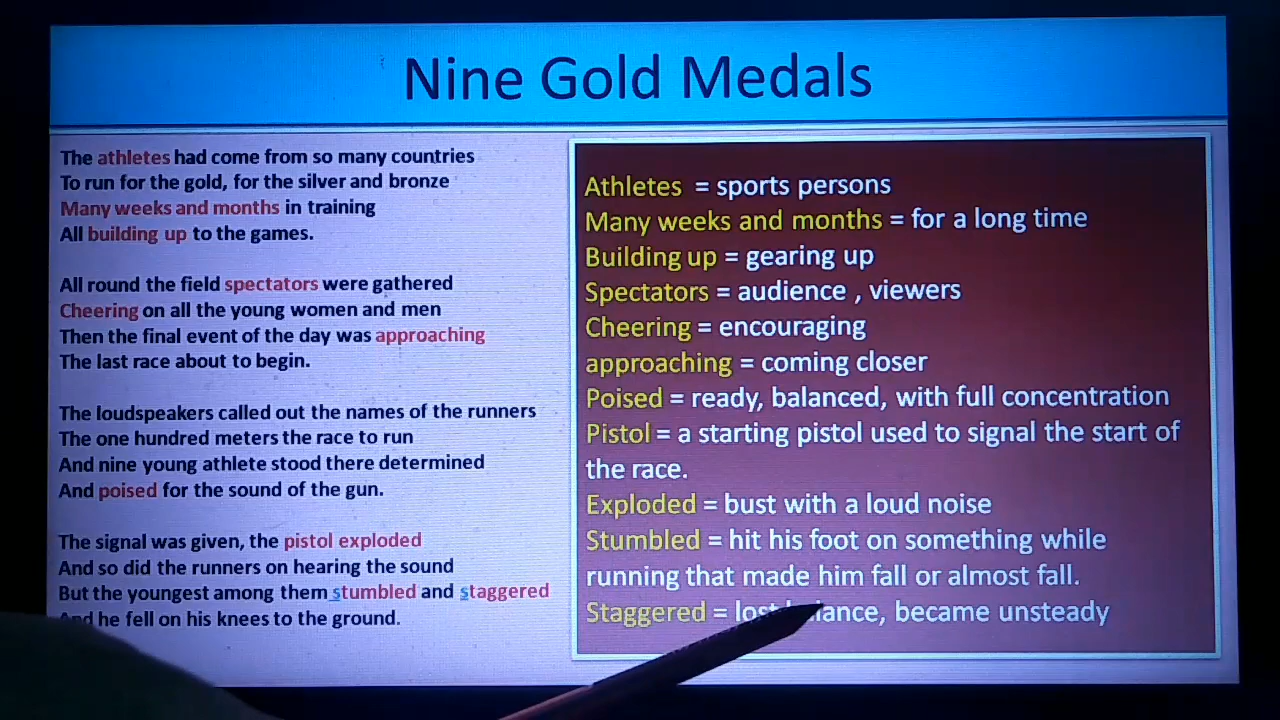 Nine Gold Medals
The athletes had come from so many countries
To run for the gold, for the silver and bronze
Many weeks and months in training
All building up to the games.
All round the field spectators were gathered
Cheering on all the young women and men
Then the final event of the day was approaching
The last race about to begin.
The loudspeakers called out the names of the runners
The one hundred meters the race to run
And nine young athlete stood there determined
And poised for the sound of the gun.
The signal was given, the pistol exploded
And so did the runners on hearing the sound
But the youngest among them stumbled and staggered
And he fell on his knees to the ground.
Athletes = sports persons
Many weeks and months = for a long time
Building up = gearing up
Spectators = audience , viewers
Cheering = encouraging
approaching = coming closer
Poised = ready, balanced, with full concentration
Pistol = a starting pistol used to signal the start of
the race.
Exploded = bust with a loud noise
Stumbled = hit his foot on something while
running that made him fall or almost fall.
Staggered = lost balance, became unsteady